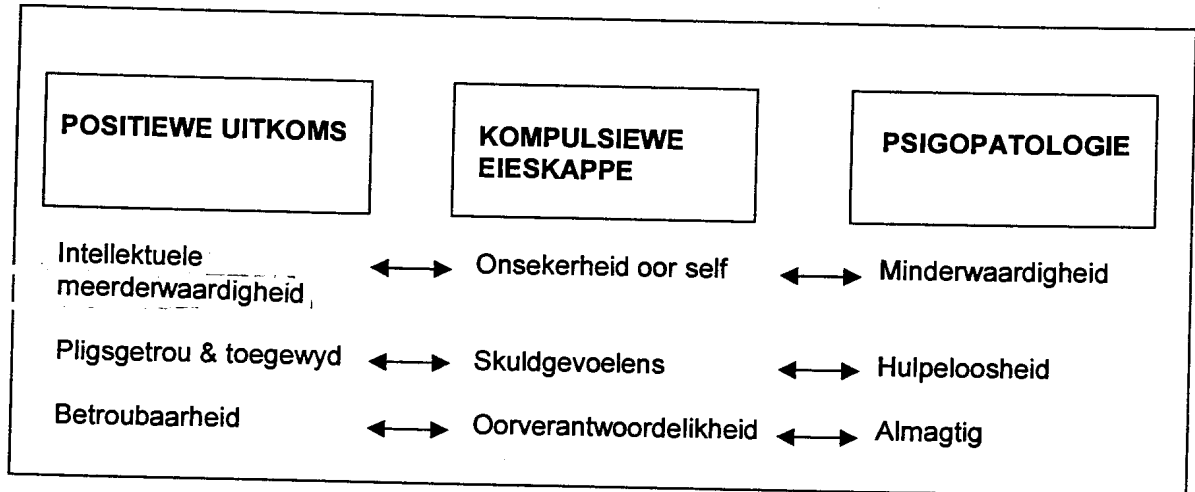 POSITIEWE UITKOMS
KOMPULSIEWE
EIESKAPPE
PSIGOPATOLOGIE
Intellektuele
meerderwaardigheid
Onsekerheid oor self
Minderwaardigheid
Pligsgetrou & toegewyd
Skuldgevoelens
Hulpeloosheid
Betroubaarheid
Oorverantwoordelikheid
Almagtig